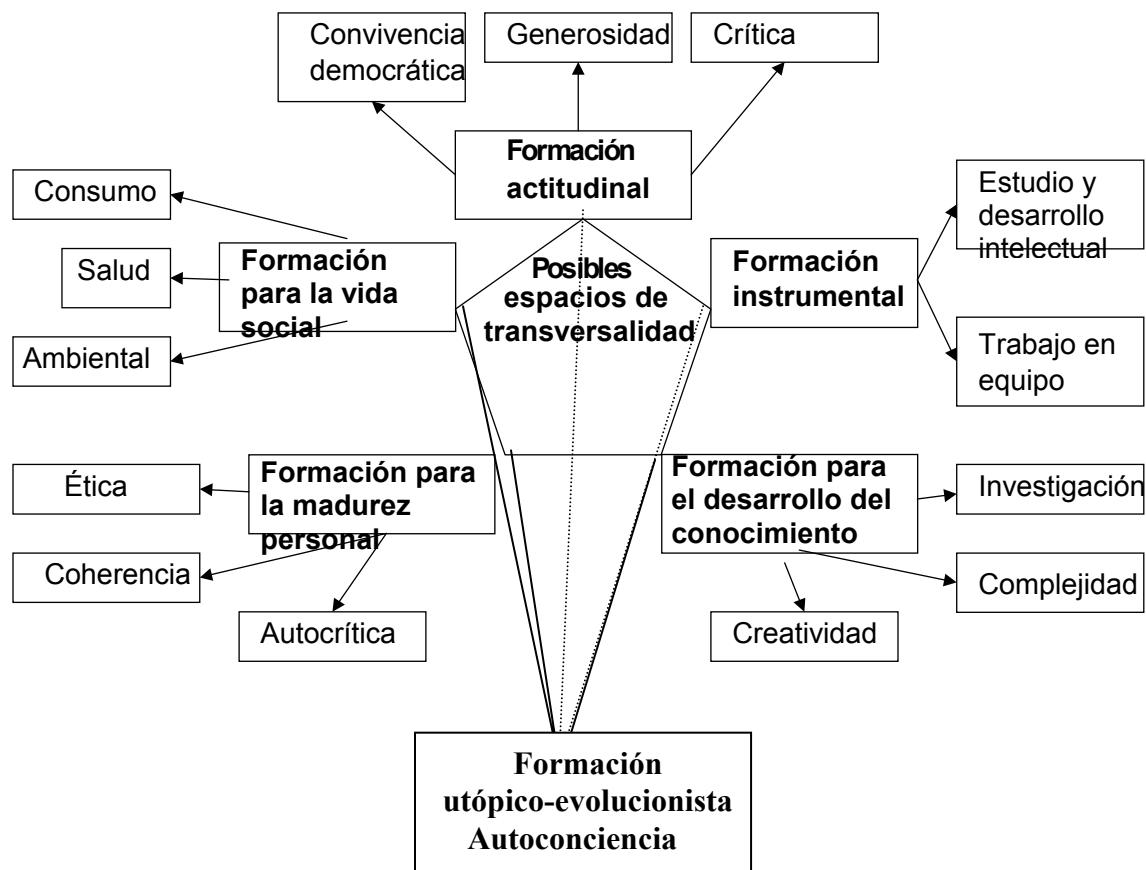 Convivencia
democrática
Generosidad
Crítica
Formación
actitudinal
Consumo
Salud
Ambiental
Formación
para la vida
social
Posibles
espacios de
transversalidad
Formación
instrumental
Estudio y
desarrollo
intelectual
Trabajo en
equipo
Ética
Coherencia
Autocrítica
Formación para
la madurez
personal
Formación para
el desarrollo del
conocimiento
Investigación
Complejidad
Creatividad
Formación
utópico-evolucionista
Autoconciencia